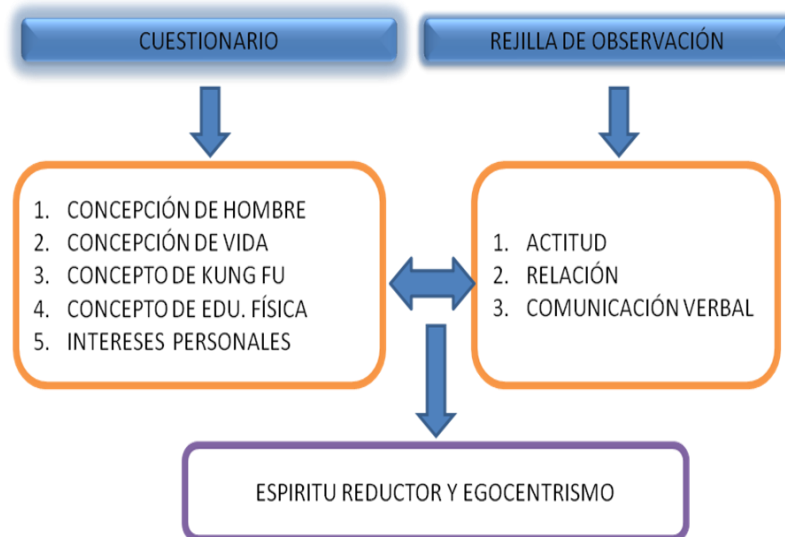 CUESTIONARIO
REJILLA DE OBSERVACIÓN
1. CONCEPCIÓN DE HOMBRE
2. CONCEPCIÓN DE VIDA
3. CONCEPTO DE KUNG FU
4. CONCEPTO DE EDU. FÍSICA
5. INTERESES PERSONALES
1. ACTITUD
2. RELACIÓN
3. COMUNICACIÓN VERBAL
ESPIRITU REDUCTOR Y EGOCENTRISMO